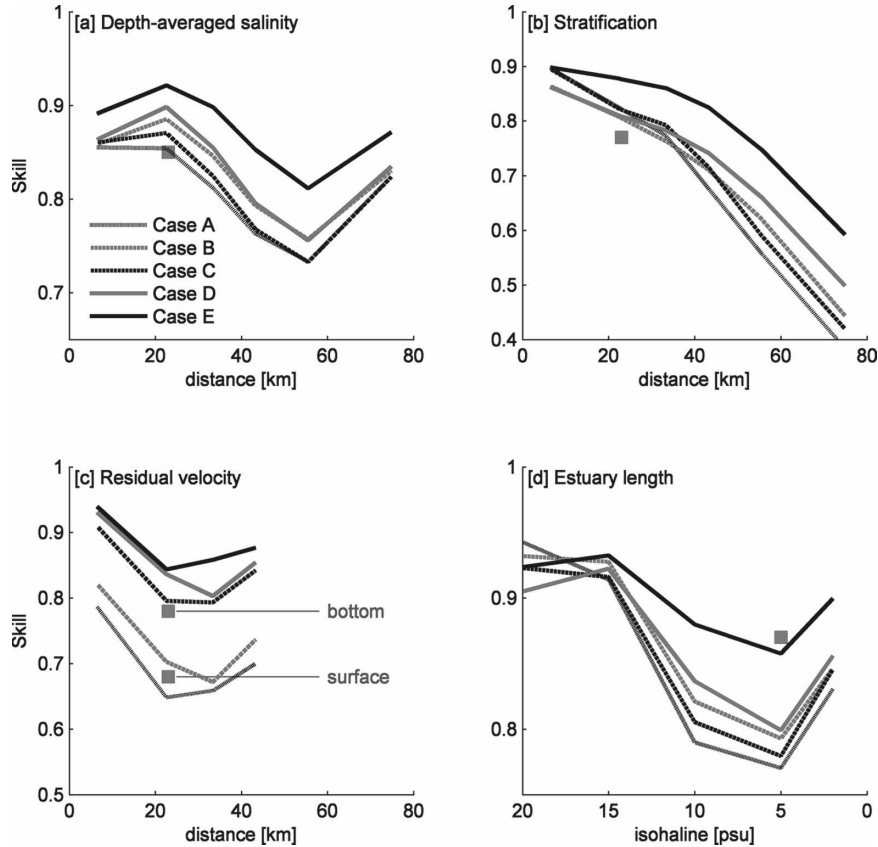 [a] Depth-averaged salinity
1
0.9
0.8
0.7
Skill
Case A
Case B
Case C
Case D
Case E
0 20 40 60 80
distance [km]
[b] Stratification
1
0.9
0.8
0.7
0.6
0.5
0.4
0 20 40 60 80
distance [km]
[c] Residual velocity
1
0.9
0.8
0.7
0.6
0.5
Skill
bottom
surface
0 20 40 60 80
distance [km]
[d] Estuary length
1
0.9
0.8
20 15 10 5 0
isohaline [psu]